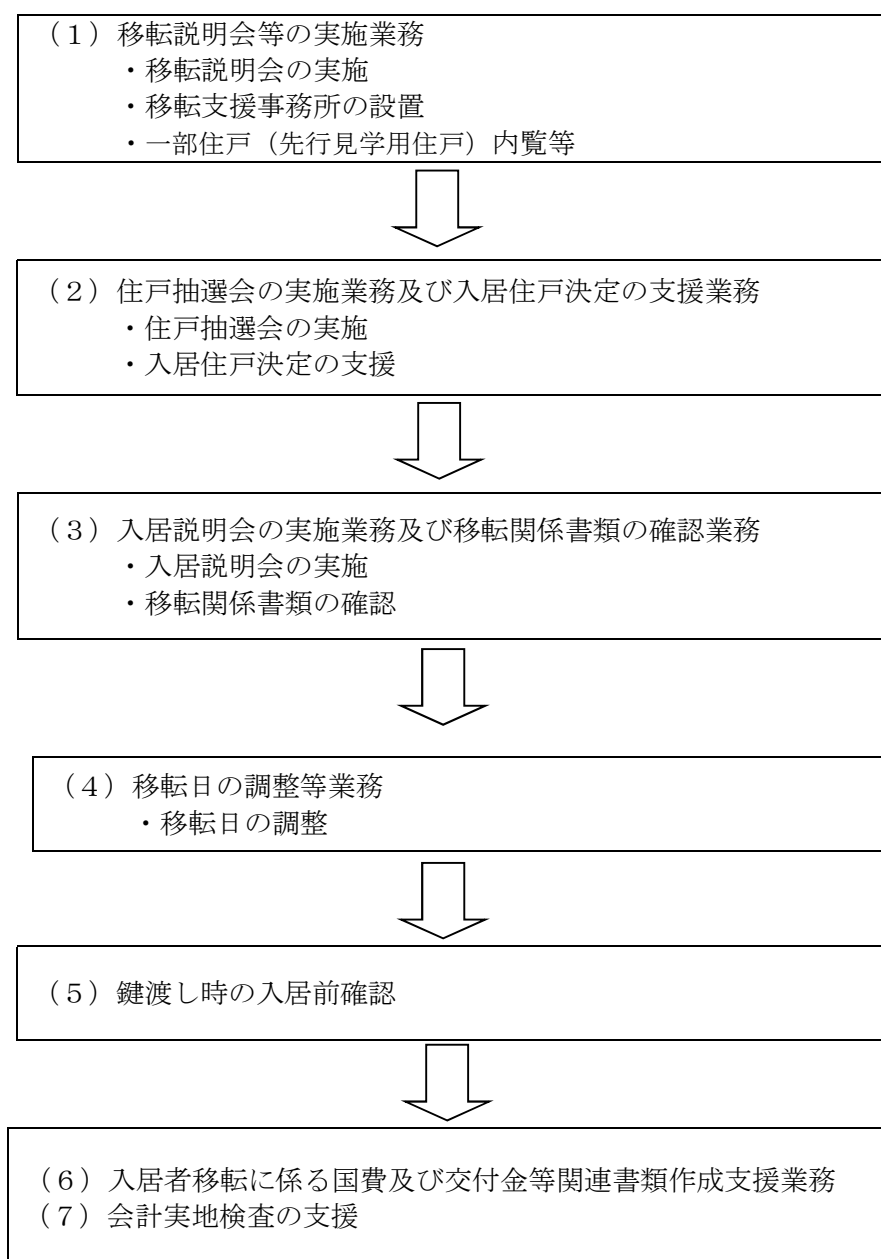 （１）移転説明会等の実施業務
・移転説明会の実施
・移転支援事務所の設置
・一部住戸（先行見学用住戸）内覧等
（２）住戸抽選会の実施業務及び入居住戸決定の支援業務
・住戸抽選会の実施
・入居住戸決定の支援
（３）入居説明会の実施業務及び移転関係書類の確認業務
・入居説明会の実施
・移転関係書類の確認
（４）移転日の調整等業務
・移転日の調整
（５）鍵渡し時の入居前確認
（６）入居者移転に係る国費及び交付金等関連書類作成支援業務
（７）会計実地検査の支援